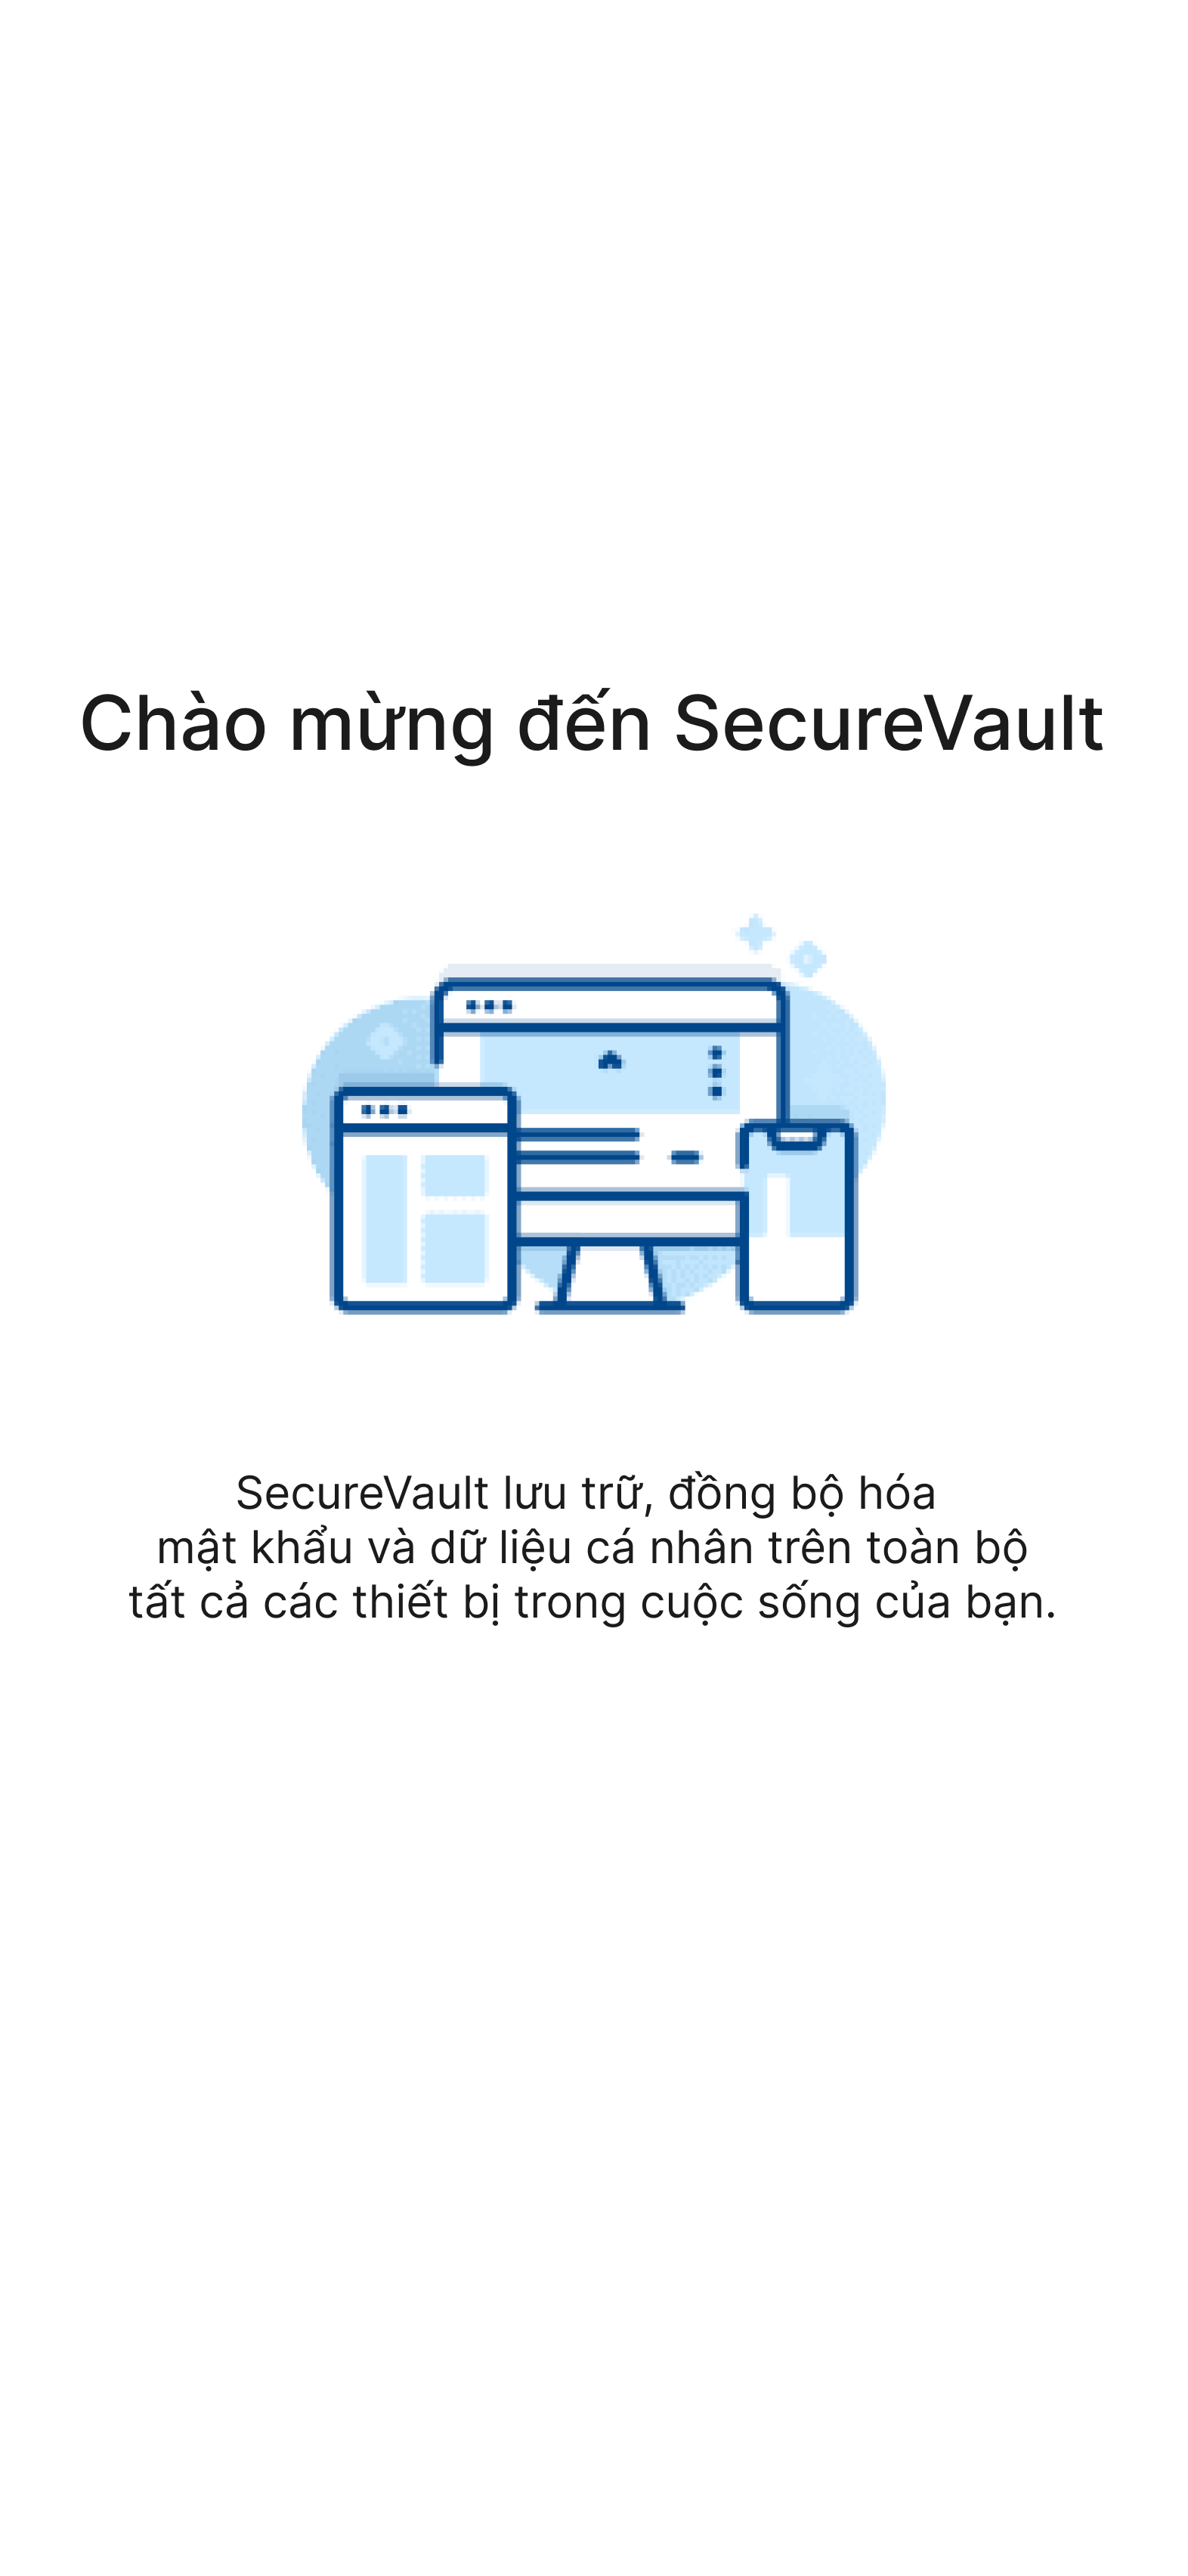 Chào mừng đến SecureVault
SecureVault lưu trữ, đồng bộ hóa
mật khẩu và dữ liệu cá nhân trên toàn bộ
tất cả các thiết bị trong cuộc sống của bạn.